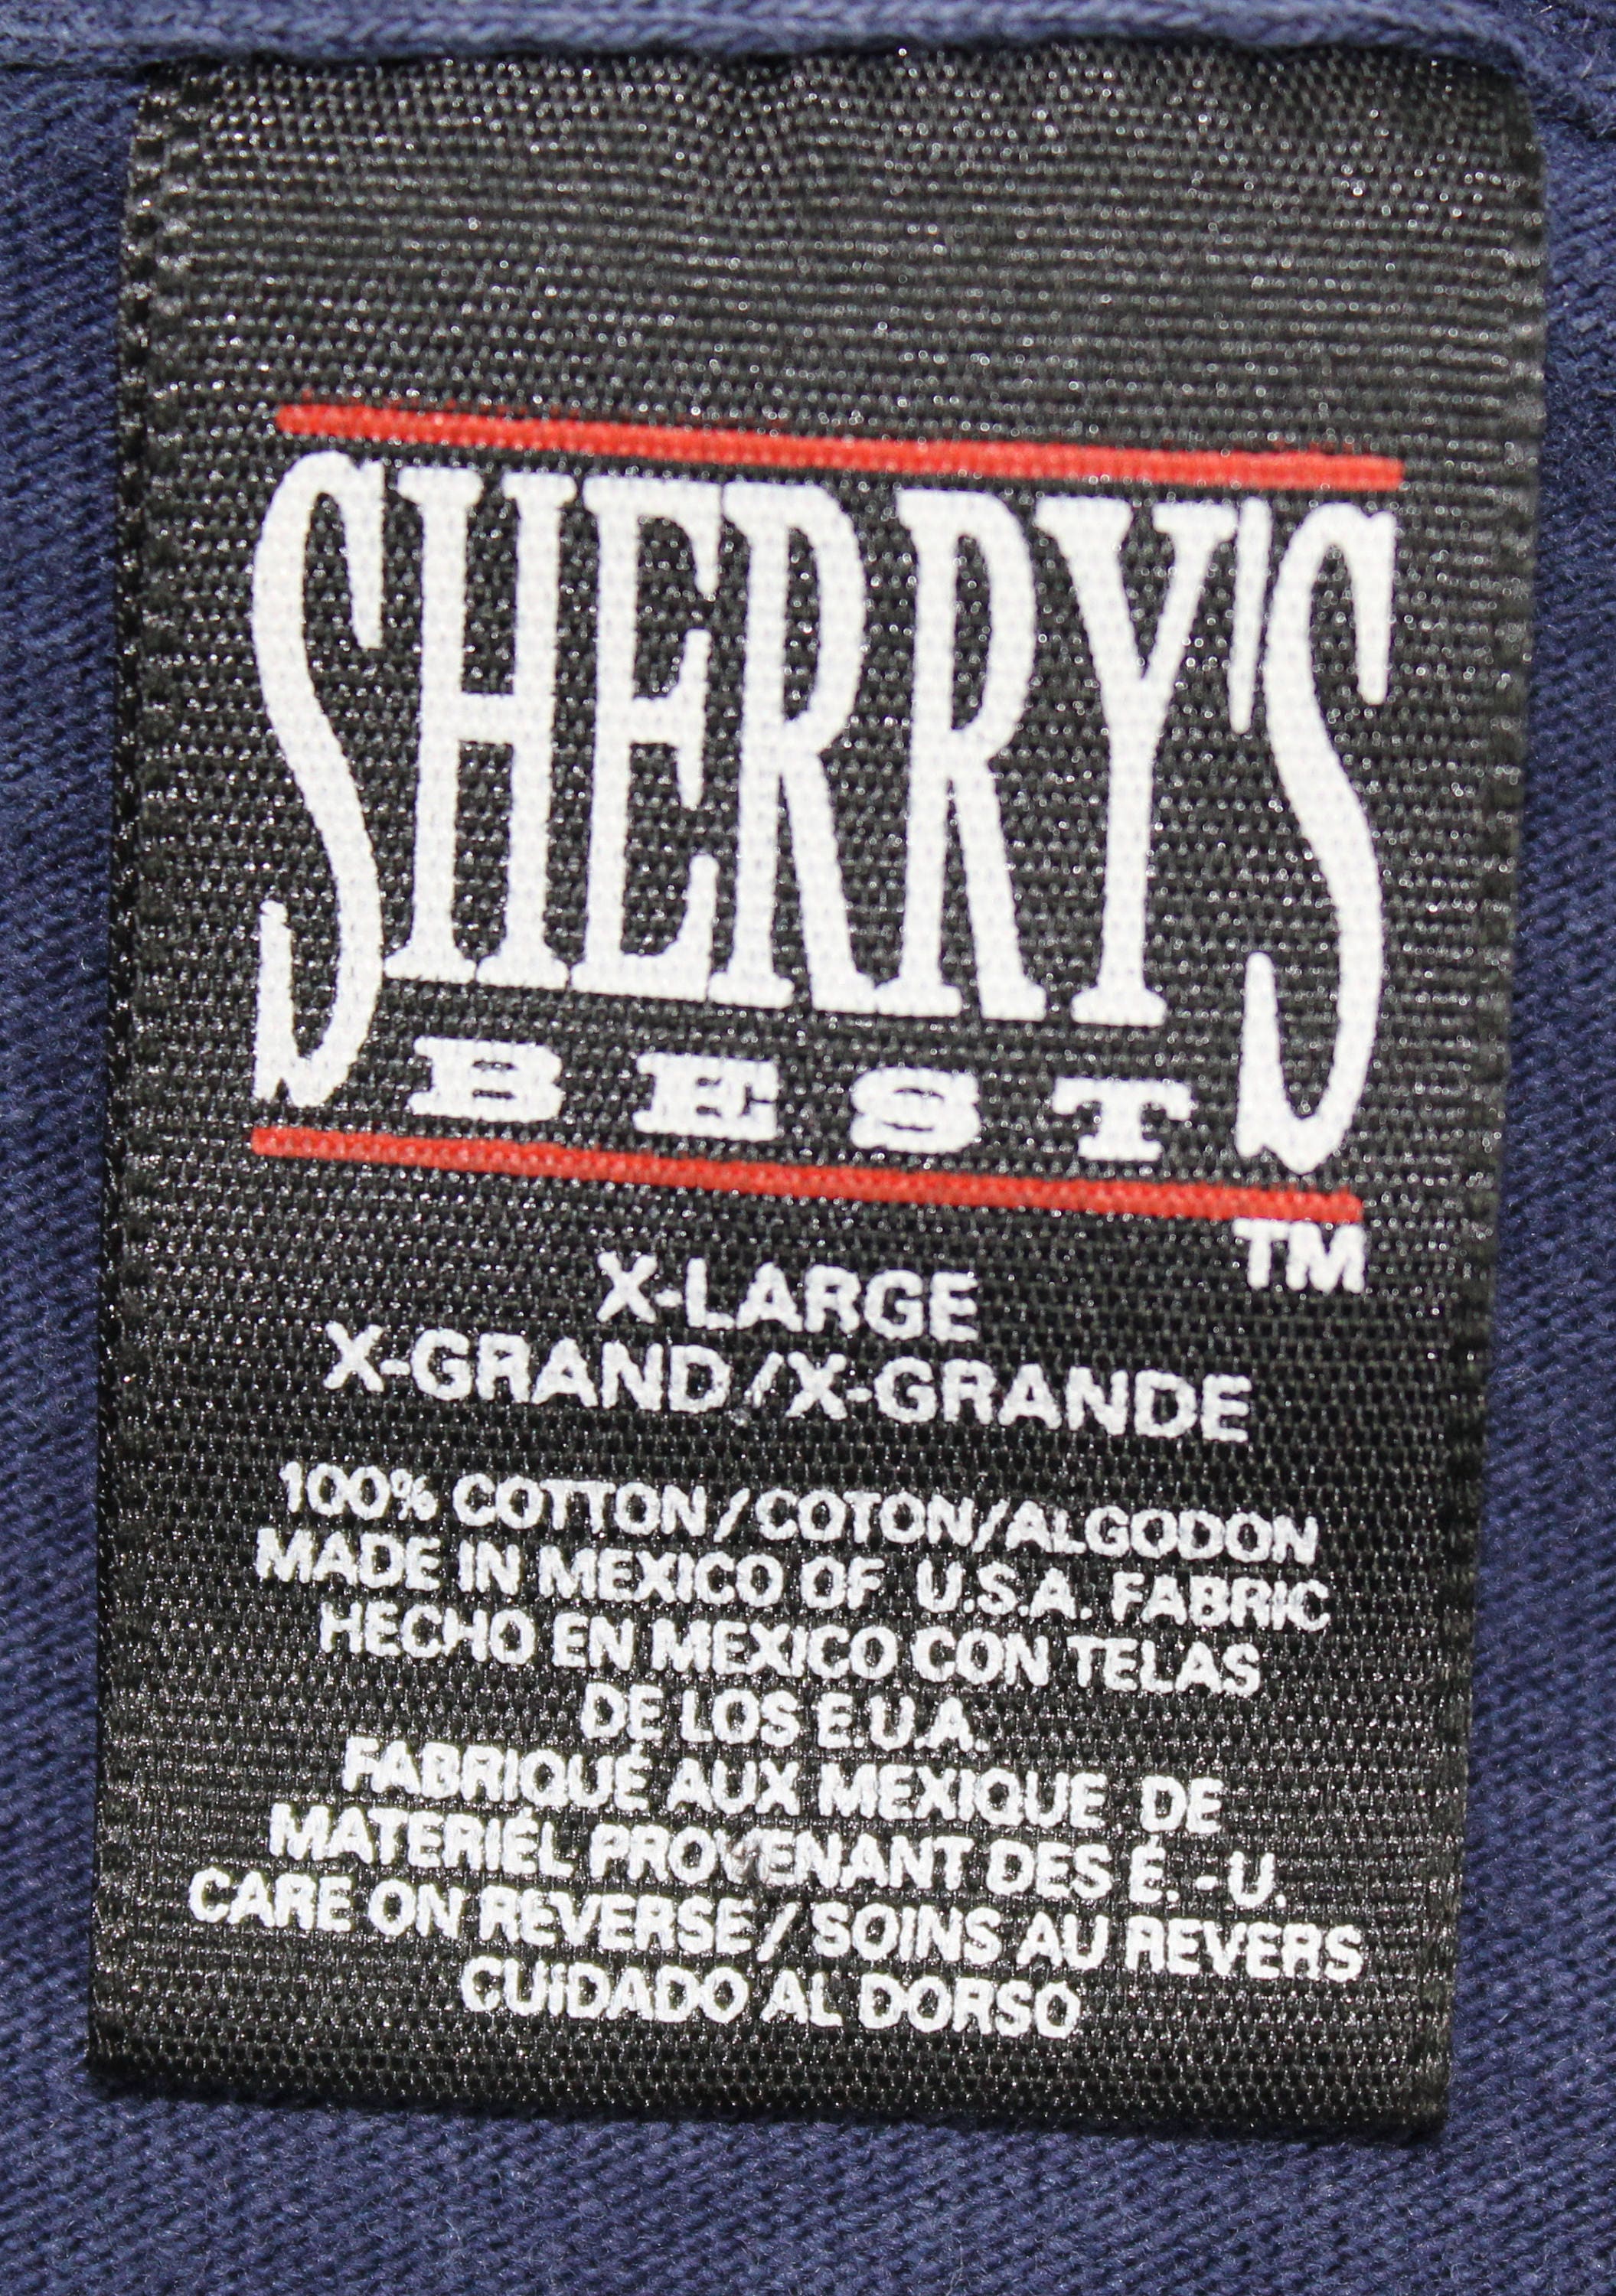 SHERRY'S
BEST
TM
X-LARGE
X-GRAND/X-GRANDE
100% COTTON/COTON/ALGODON
MADE IN MEXICO OF U.S.A. FABRIC
HECHO EN MEXICO CON TELAS
DE LOS E.U.A.
FABRIQUÉ AUX MEXIQUE DE
MATERIÉL PROVENANT DES É.-U.
CARE ON REVERSE/SOINS AU REVERS
CUIDADO AL DORSO